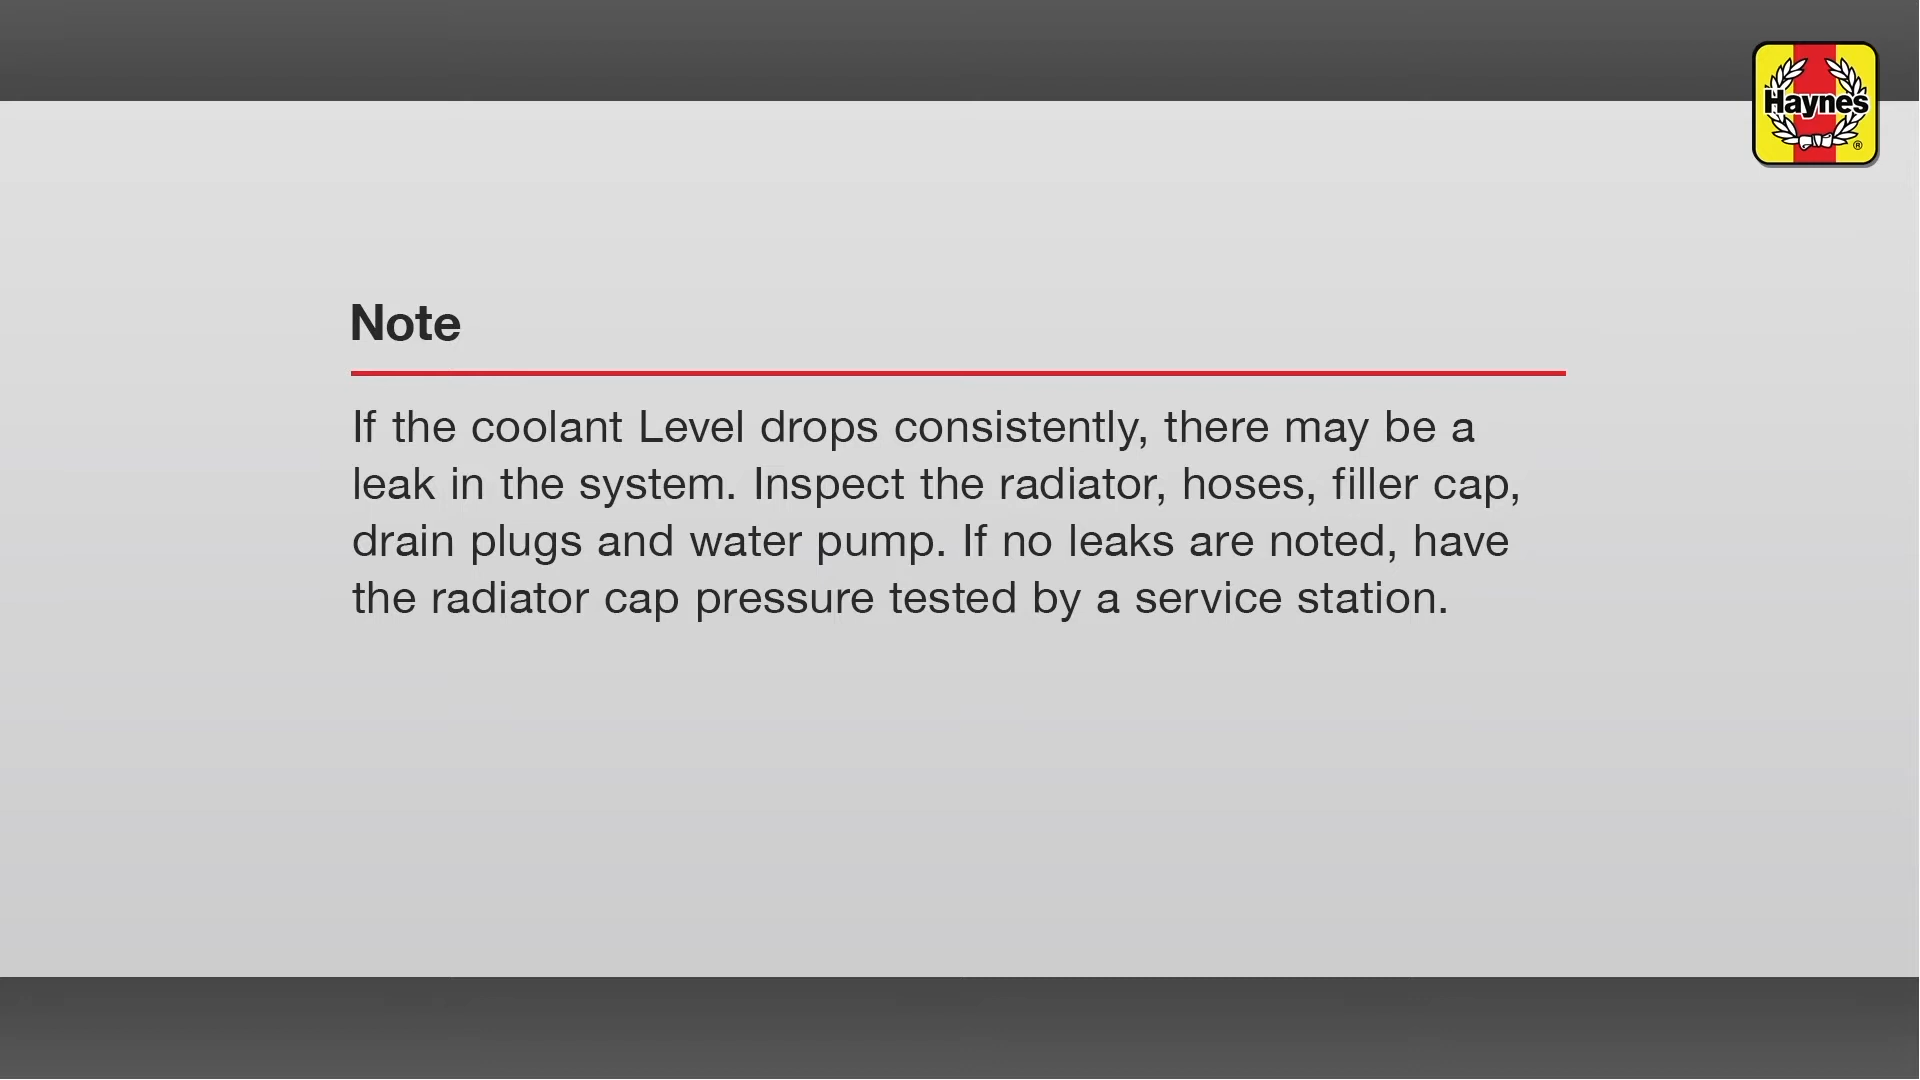 Haynes
®
Note
If the coolant Level drops consistently, there may be a
leak in the system. Inspect the radiator, hoses, filler cap,
drain plugs and water pump. If no leaks are noted, have
the radiator cap pressure tested by a service station.